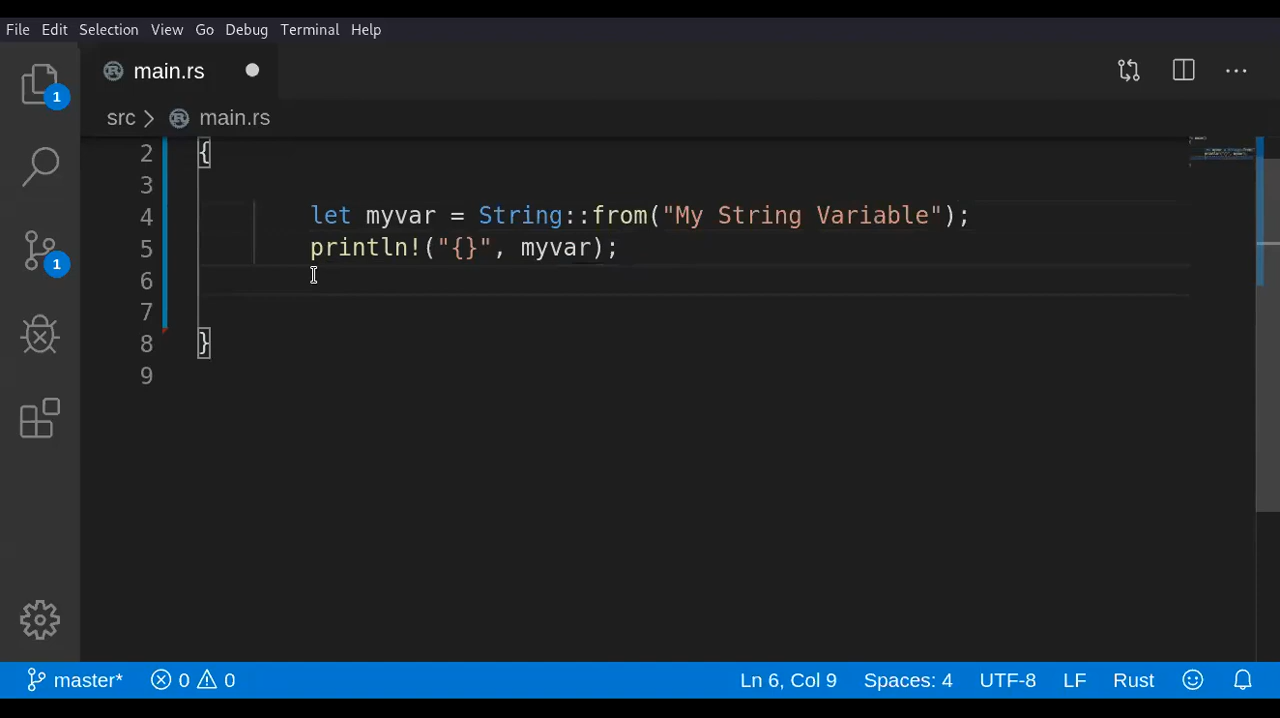 File Edit Selection View Go Debug Terminal Help
1 main.rs
src > main.rs
2 {
3
4 let myvar = String::from("My String Variable");
5 println!("{}", myvar);
1 6
7
8 }
9
master* 0 0 Ln 6, Col 9 Spaces: 4 UTF-8 LF Rust